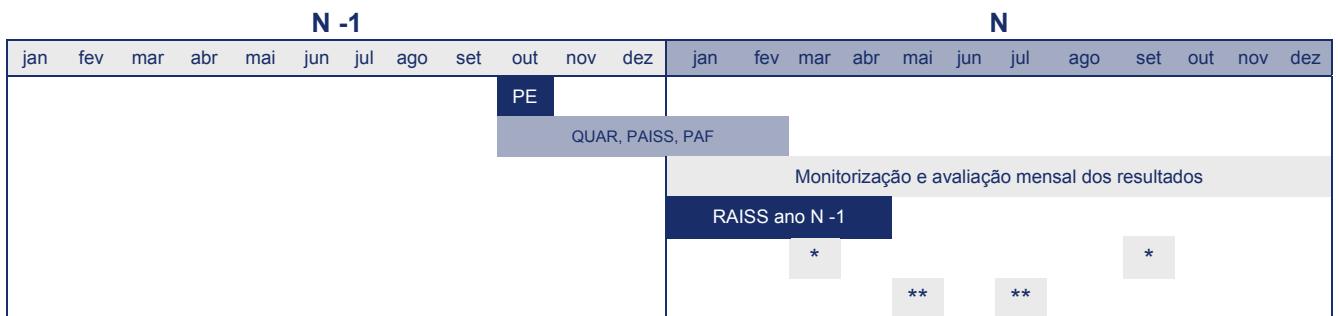 N -1 N
jan fev mar abr mai jun jul ago set out nov dez jan fev mar abr mai jun jul ago set out nov dez
PE
QUAR, PAISS, PAF
Monitorização e avaliação mensal dos resultados
RAISS ano N -1
* *
** **